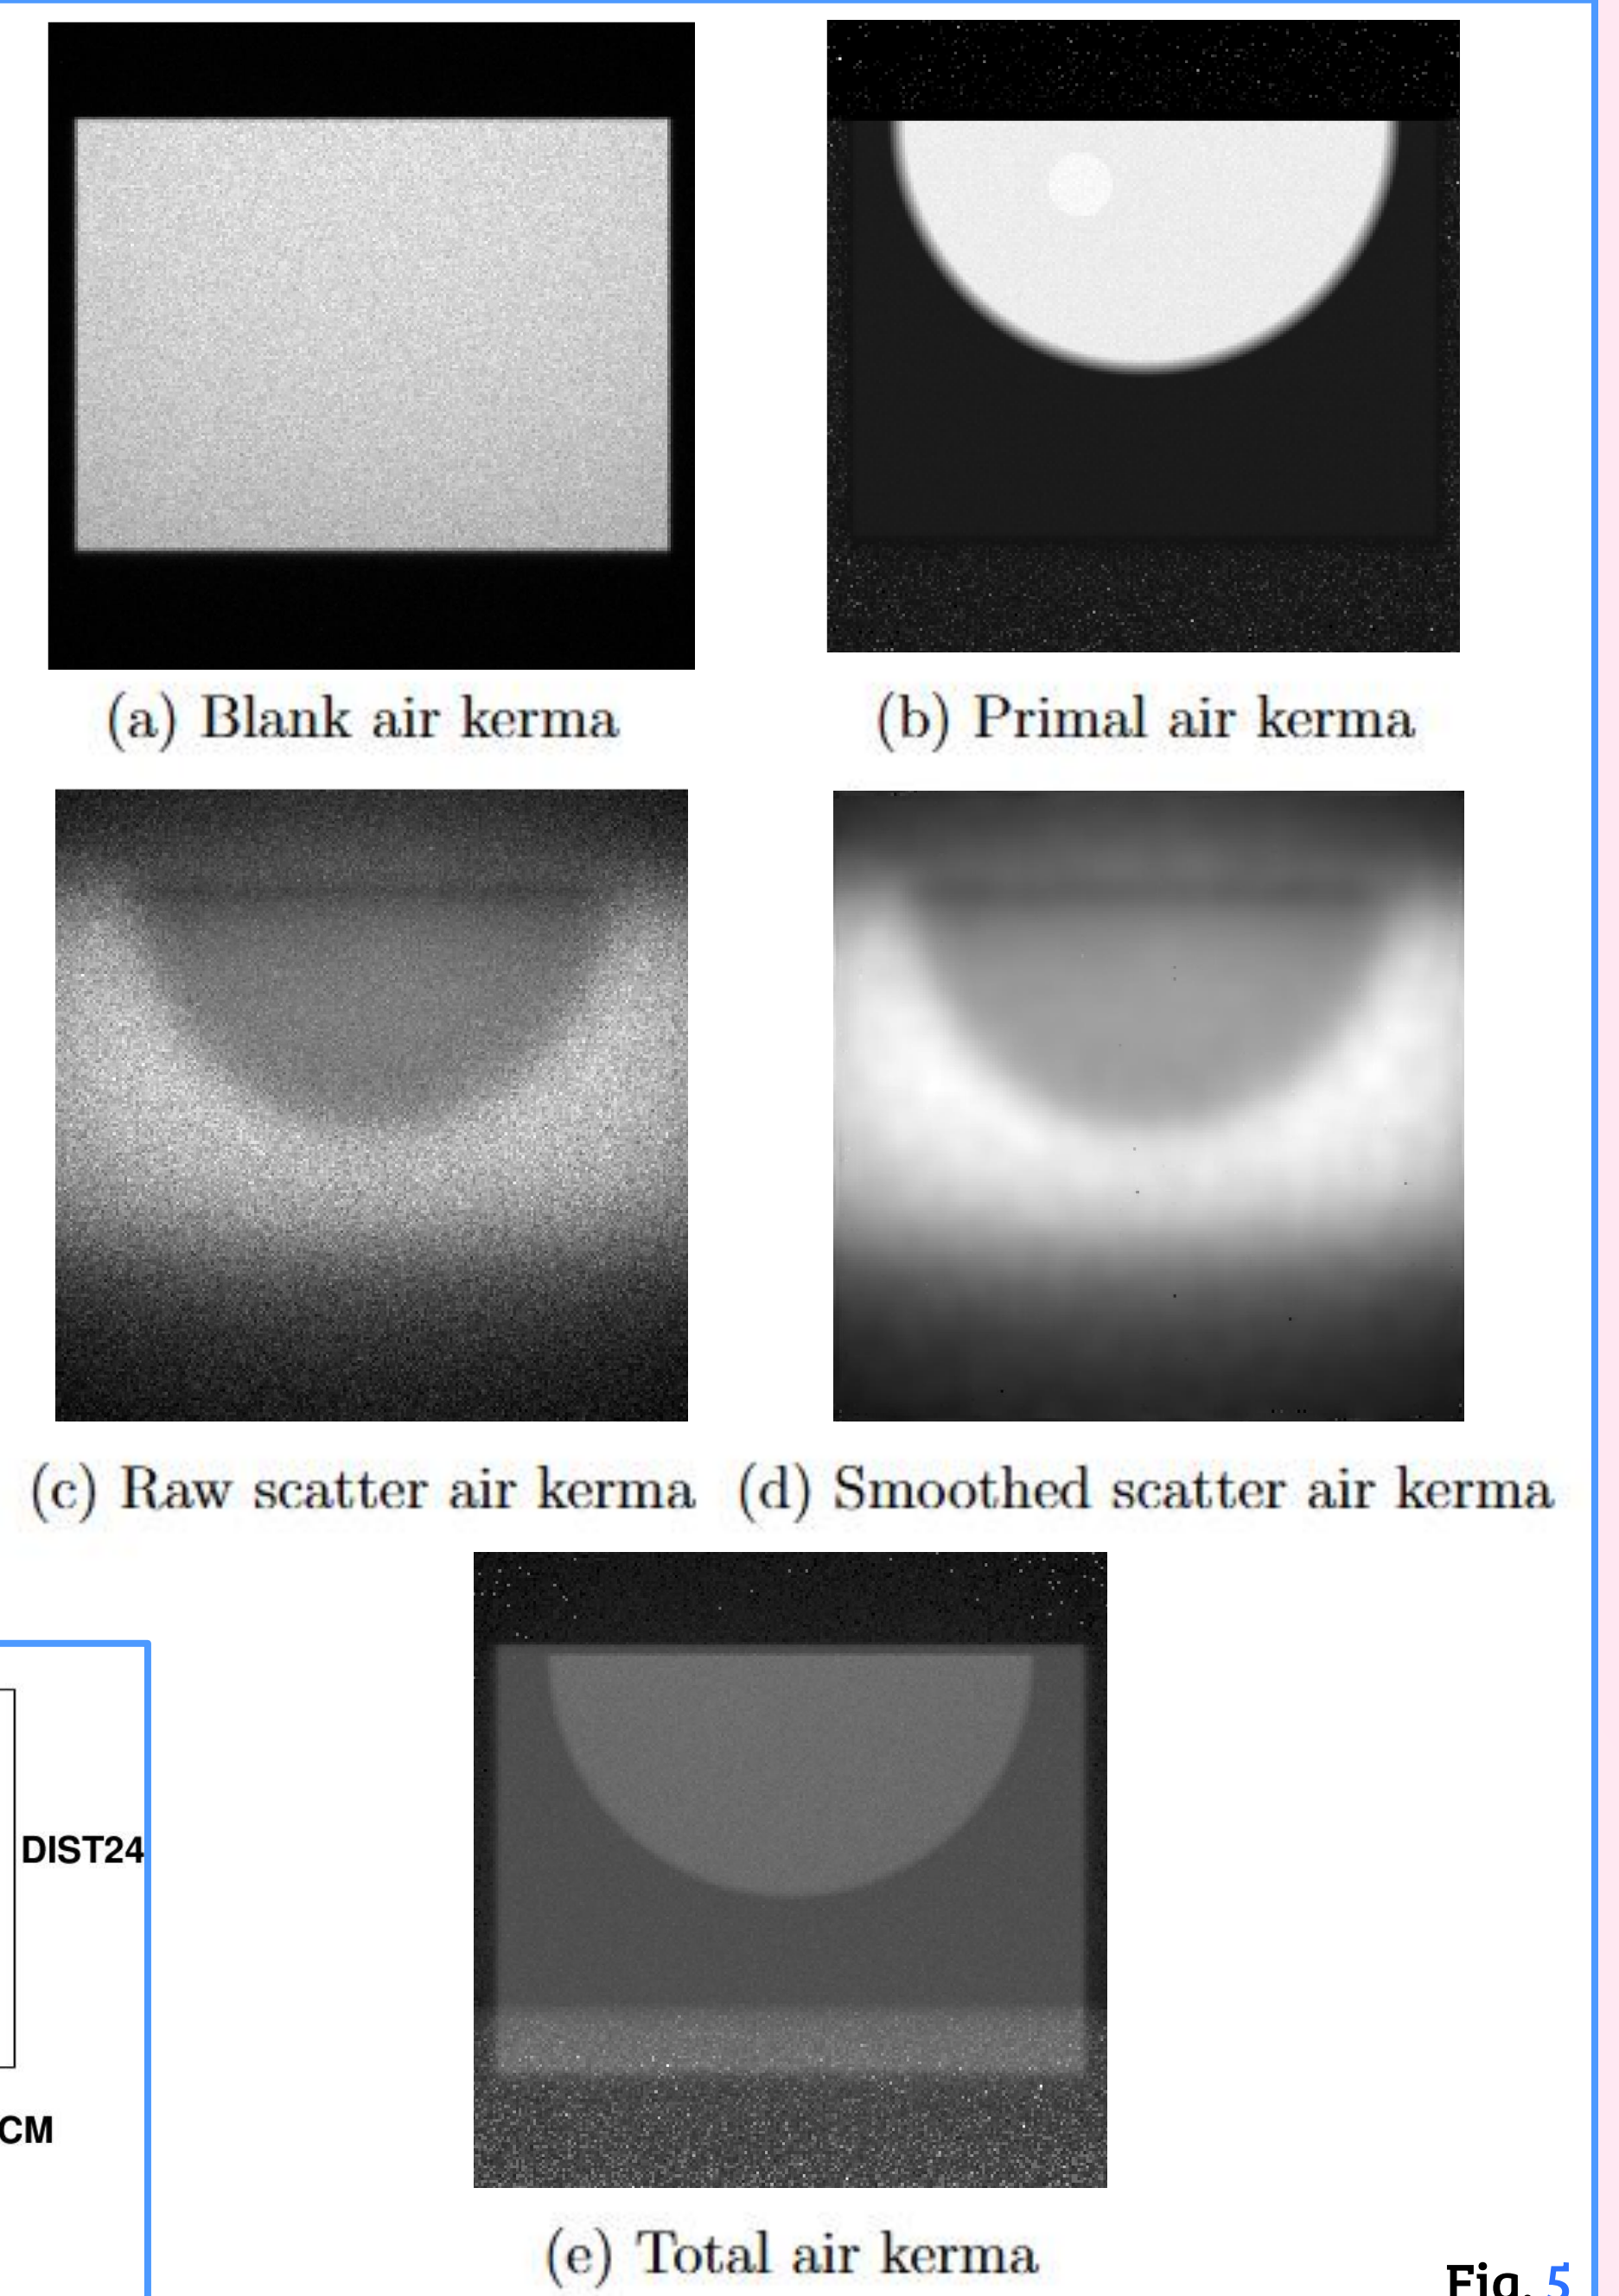 (a) Blank air kerma
(b) Primal air kerma
(c) Raw scatter air kerma
(d) Smoothed scatter air kerma
DIST24
CM
(e) Total air kerma
Fig. 5